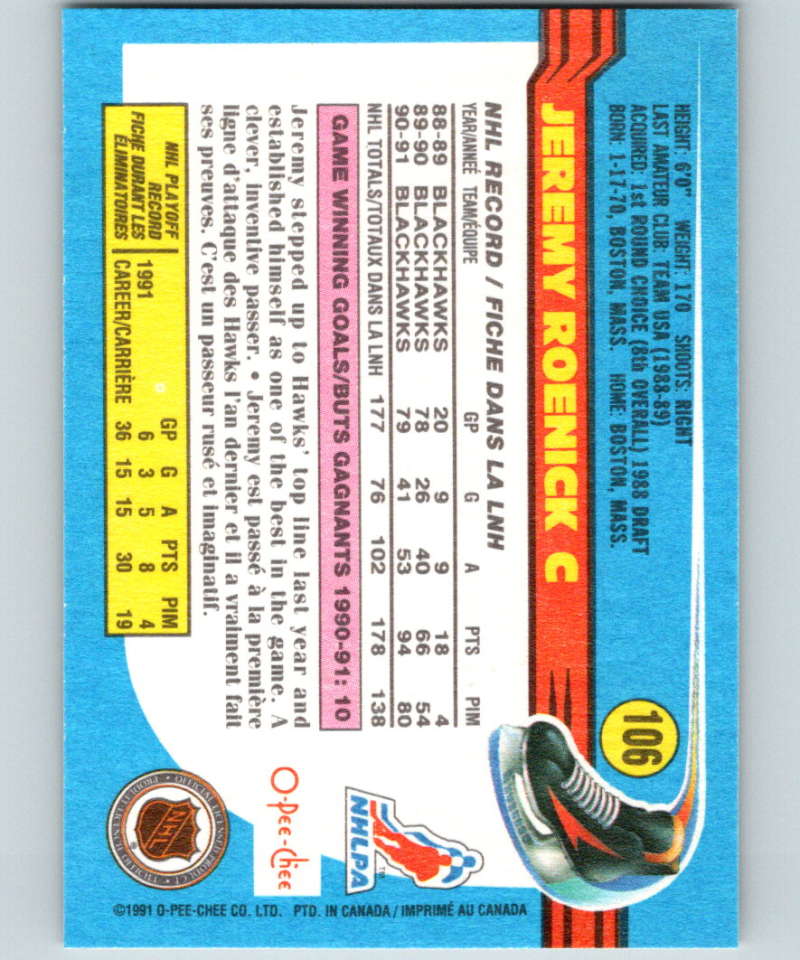 HEIGHT: 6'0" WEIGHT: 170 SHOOTS: RIGHT
LAST AMATEUR CLUB: TEAM USA (1988-89)
ACQUIRED: 1st ROUND CHOICE (8th OVERALL) 1988 DRAFT
BORN: 1-17-70, BOSTON, MASS. HOME: BOSTON, MASS.
106
JEREMY ROENICK C
NHL RECORD / FICHE DANS LA LNH
YEAR/ANNÉE TEAM/ÉQUIPE GP G A PTS PIM
88-89 BLACKHAWKS 20 9 9 18 4
89-90 BLACKHAWKS 78 26 40 66 54
90-91 BLACKHAWKS 79 41 53 94 80
NHL TOTALS/TOTAUX DANS LA LNH 177 76 102 178 138
GAME WINNING GOALS/BUTS GAGNANTS 1990-91: 10
Jeremy stepped up to Hawks' top line last year and
established himself as one of the best in the game. A
clever, inventive passer. • Jeremy est passé à la première
ligne d'attaque des Hawks l'an dernier et il a vraiment fait
ses preuves. C'est un passeur rusé et imaginatif.
NHL PLAYOFF
RECORD
FICHE DURANT LES
ÉLIMINATOIRES
GP G A PTS PIM
1991 6 3 5 8 4
CAREER/CARRIÈRE 36 15 15 30 19
NHLPA
TM
O-Pee-Chee
OFFICIAL LICENSED PRODUCT
PRODUIT LICENCIÉ OFFICIEL
NHL
®
©1991 O-PEE-CHEE CO. LTD. PTD. IN CANADA / IMPRIMÉ AU CANADA